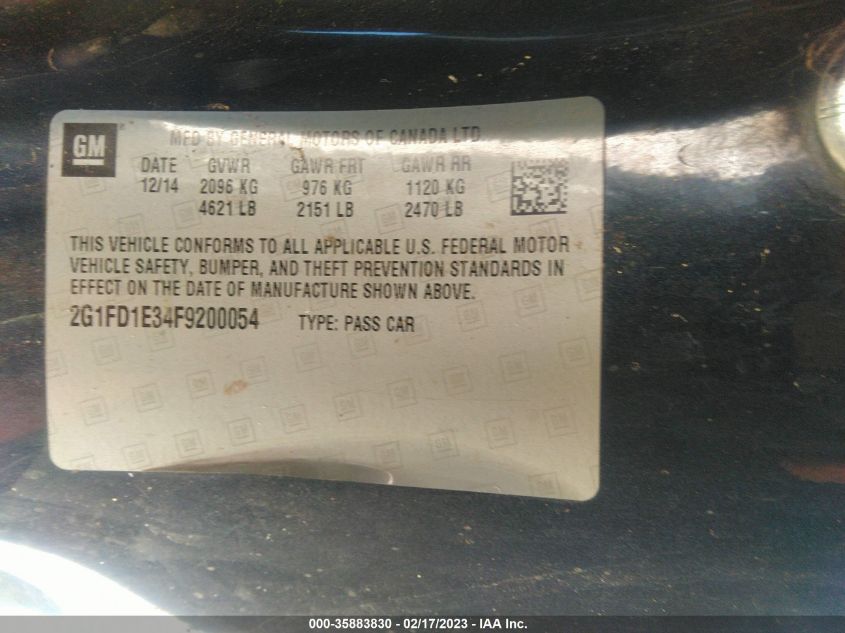 GM
MFD BY GENERAL MOTORS OF CANADA LTD
DATE GVWR GAWR FRT GAWR RR
12/14 2096 KG 976 KG 1120 KG
4621 LB 2151 LB 2470 LB
THIS VEHICLE CONFORMS TO ALL APPLICABLE U.S. FEDERAL MOTOR
VEHICLE SAFETY, BUMPER, AND THEFT PREVENTION STANDARDS IN
EFFECT ON THE DATE OF MANUFACTURE SHOWN ABOVE.
2G1FD1E34F9200054 TYPE: PASS CAR
000-35883830 - 02/17/2023 - IAA Inc.